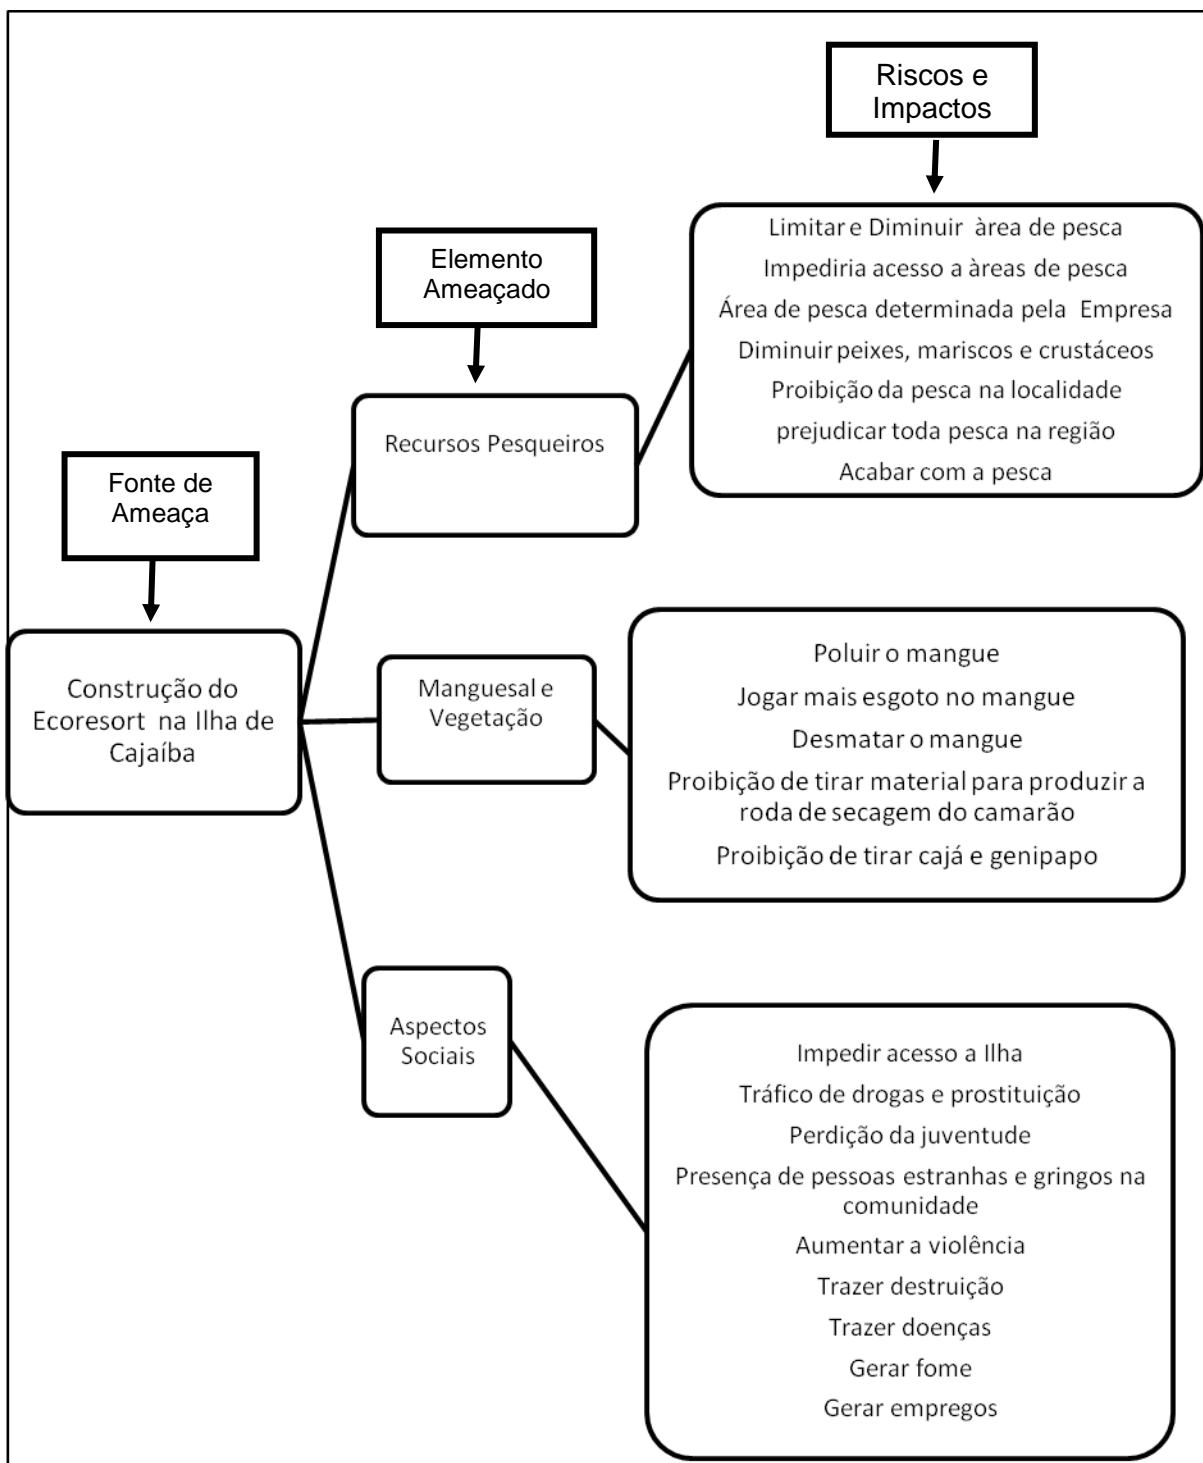 Riscos e
Impactos
Elemento
Ameaçado
Fonte de
Ameaça
Construção do
Ecoresort na Ilha de
Cajaíba
Recursos Pesqueiros
Limitar e Diminuir àrea de pesca
Impediria acesso a àreas de pesca
Área de pesca determinada pela Empresa
Diminuir peixes, mariscos e crustáceos
Proibição da pesca na localidade
prejudicar toda pesca na região
Acabar com a pesca
Manguesal e
Vegetação
Poluir o mangue
Jogar mais esgoto no mangue
Desmatar o mangue
Proibição de tirar material para produzir a
roda de secagem do camarão
Proibição de tirar cajá e genipapo
Aspectos
Sociais
Impedir acesso a Ilha
Tráfico de drogas e prostituição
Perdição da juventude
Presença de pessoas estranhas e gringos na
comunidade
Aumentar a violência
Trazer destruição
Trazer doenças
Gerar fome
Gerar empregos